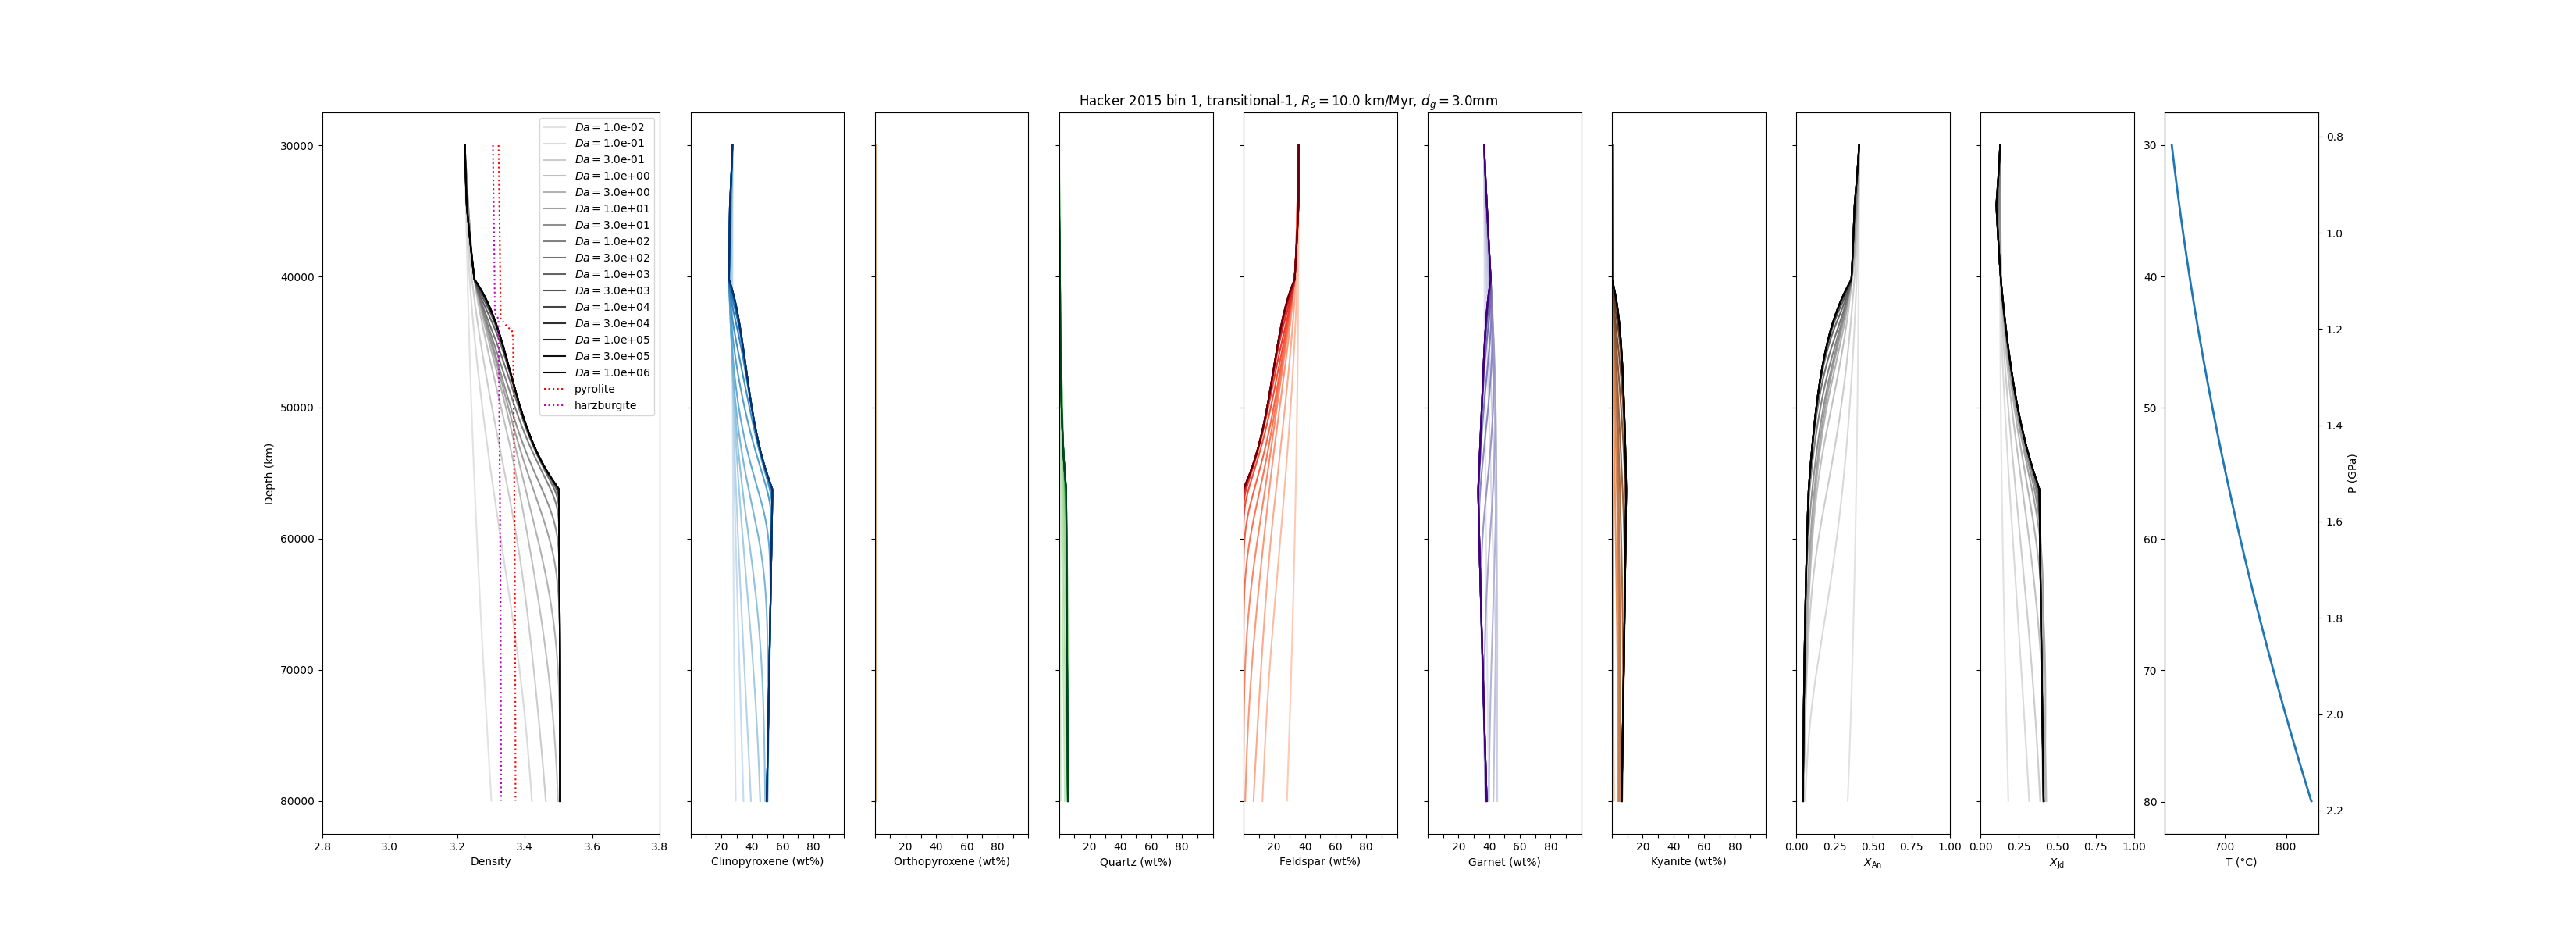 Hacker 2015 bin 1, transitional-1, R_s = 10.0 km/Myr, d_g = 3.0mm
Depth (km)
30000
40000
50000
60000
70000
80000
2.8 3.0 3.2 3.4 3.6 3.8
Density
Da = 1.0e-02
Da = 1.0e-01
Da = 3.0e-01
Da = 1.0e+00
Da = 3.0e+00
Da = 1.0e+01
Da = 3.0e+01
Da = 1.0e+02
Da = 3.0e+02
Da = 1.0e+03
Da = 3.0e+03
Da = 1.0e+04
Da = 3.0e+04
Da = 1.0e+05
Da = 3.0e+05
Da = 1.0e+06
pyrolite
harzburgite
20 40 60 80
Clinopyroxene (wt%)
20 40 60 80
Orthopyroxene (wt%)
20 40 60 80
Quartz (wt%)
20 40 60 80
Feldspar (wt%)
20 40 60 80
Garnet (wt%)
20 40 60 80
Kyanite (wt%)
0.00 0.25 0.50 0.75 1.00
X_An
0.00 0.25 0.50 0.75 1.00
X_Jd
30
40
50
60
70
80
700 800
T (°C)
0.8
1.0
1.2
1.4
1.6
1.8
2.0
2.2
P (GPa)